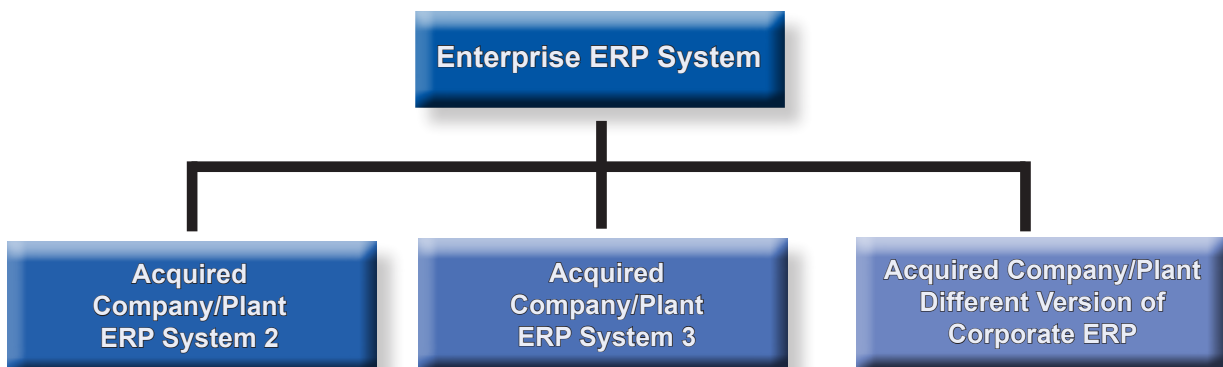 Enterprise ERP System
Acquired
Company/Plant
ERP System 2
Acquired
Company/Plant
ERP System 3
Acquired Company/Plant
Different Version of
Corporate ERP